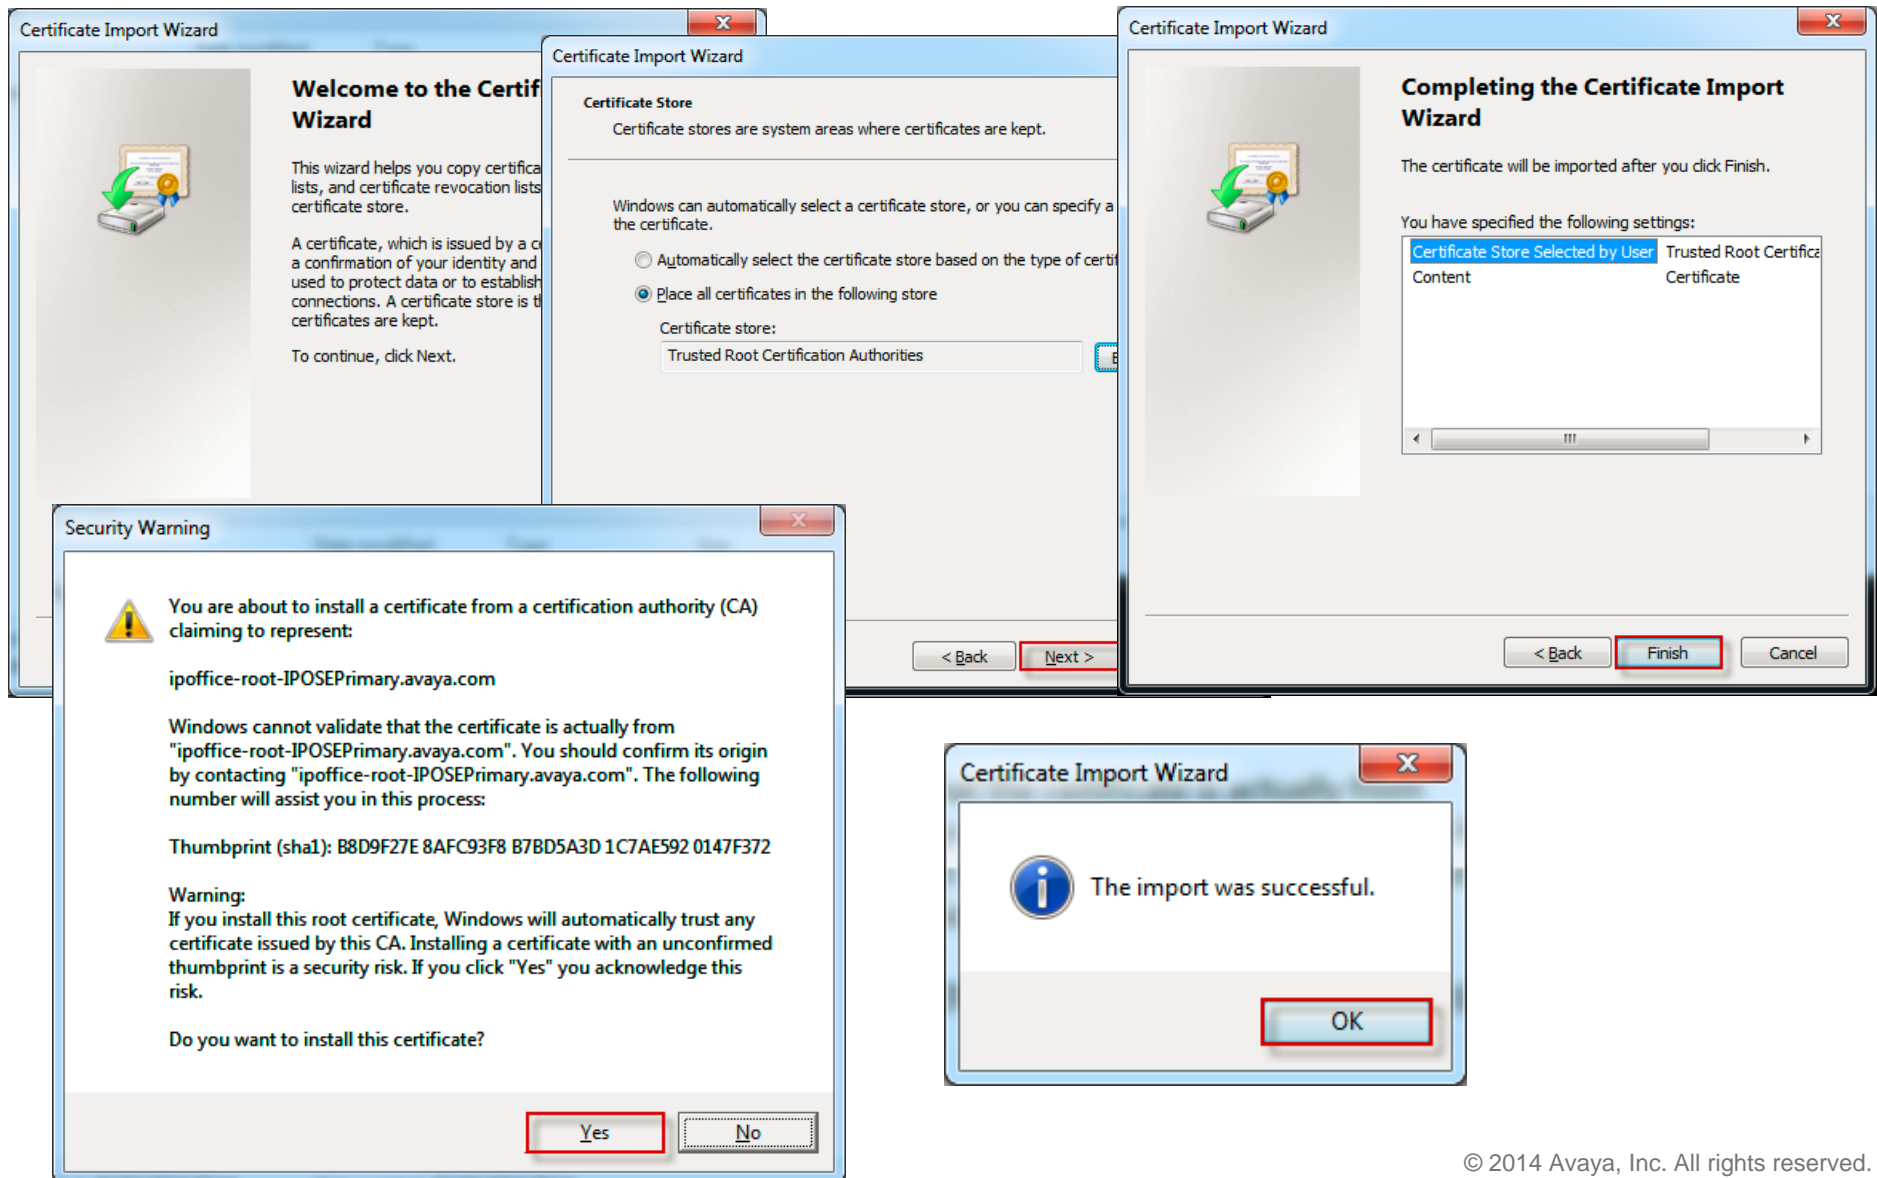 Certificate Import Wizard
Welcome to the Certif
Wizard
This wizard helps you copy certifica
lists, and certificate revocation lists
certificate store.
A certificate, which is issued by a ce
a confirmation of your identity and
used to protect data or to establish
connections. A certificate store is th
certificates are kept.
To continue, click Next.
Certificate Import Wizard
Certificate Store
Certificate stores are system areas where certificates are kept.
Windows can automatically select a certificate store, or you can specify a
the certificate.
Automatically select the certificate store based on the type of certif
Place all certificates in the following store
Certificate store:
Trusted Root Certification Authorities
< Back
Next >
Certificate Import Wizard
Completing the Certificate Import
Wizard
The certificate will be imported after you click Finish.
You have specified the following settings:
Certificate Store Selected by User Trusted Root Certifica
Content Certificate
< Back
Finish
Cancel
Security Warning
You are about to install a certificate from a certification authority (CA)
claiming to represent:
ipoffice-root-IPOSEPrimary.avaya.com
Windows cannot validate that the certificate is actually from
"ipoffice-root-IPOSEPrimary.avaya.com". You should confirm its origin
by contacting "ipoffice-root-IPOSEPrimary.avaya.com". The following
number will assist you in this process:
Thumbprint (sha1): B8D9F27E 8AFC93F8 B7BD5A3D 1C7AE592 0147F372
Warning:
If you install this root certificate, Windows will automatically trust any
certificate issued by this CA. Installing a certificate with an unconfirmed
thumbprint is a security risk. If you click "Yes" you acknowledge this
risk.
Do you want to install this certificate?
Yes
No
Certificate Import Wizard
The import was successful.
OK
© 2014 Avaya, Inc. All rights reserved.